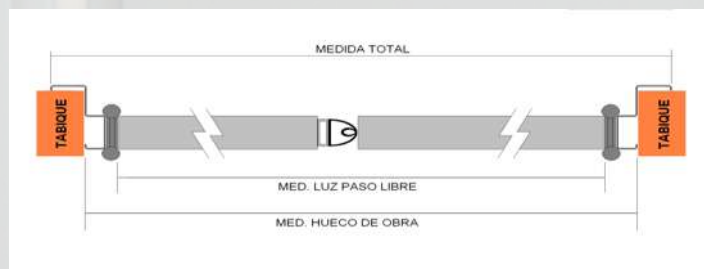 MEDIDA TOTAL
TABIQUE
TABIQUE
MED. LUZ PASO LIBRE
MED. HUECO DE OBRA